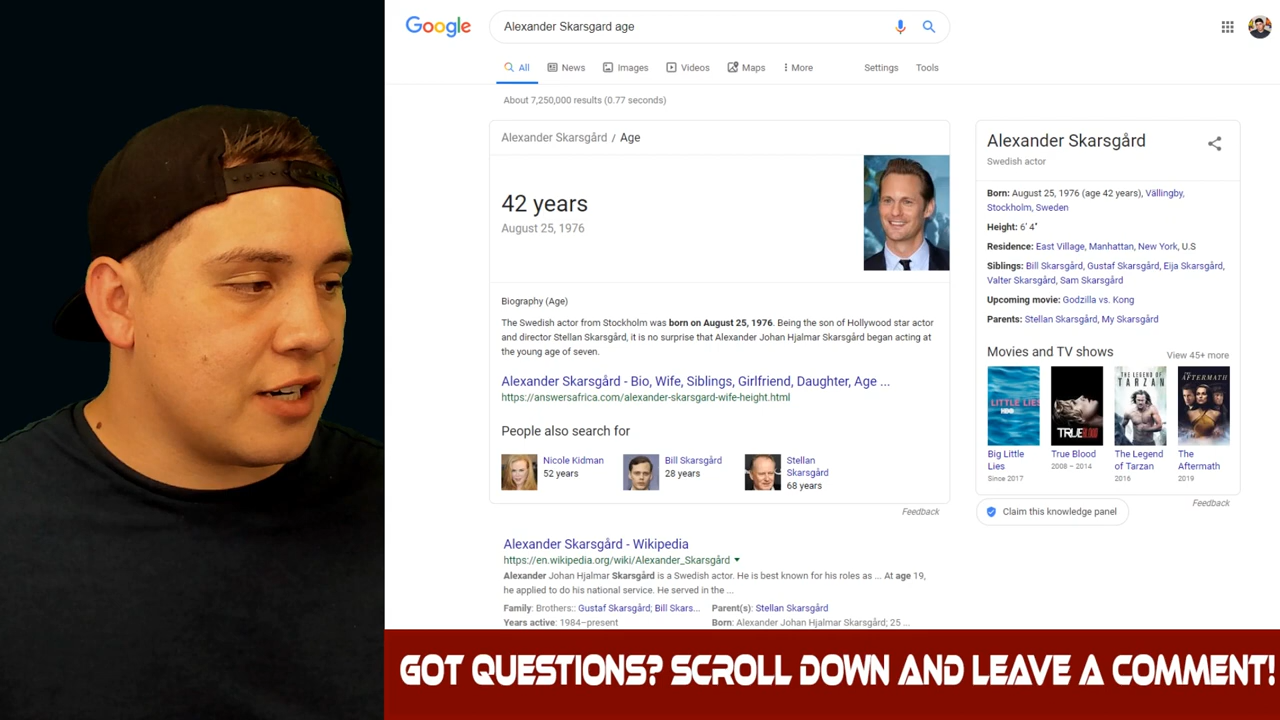 Google
Alexander Skarsgard age
All News Images Videos Maps More Settings Tools
About 7,250,000 results (0.77 seconds)
Alexander Skarsgård / Age
42 years
August 25, 1976
Biography (Age)
The Swedish actor from Stockholm was born on August 25, 1976. Being the son of Hollywood star actor
and director Stellan Skarsgård, it is no surprise that Alexander Johan Hjalmar Skarsgård began acting at
the young age of seven.
Alexander Skarsgård - Bio, Wife, Siblings, Girlfriend, Daughter, Age ...
https://answersafrica.com/alexander-skarsgard-wife-height.html
People also search for
Nicole Kidman
52 years
Bill Skarsgård
28 years
Stellan
Skarsgård
68 years
Feedback
Alexander Skarsgård - Wikipedia
https://en.wikipedia.org/wiki/Alexander_Skarsgård
Alexander Johan Hjalmar Skarsgård is a Swedish actor. He is best known for his roles as ... At age 19,
he applied to do his national service. He served in the ...
Family: Brothers:: Gustaf Skarsgård; Bill Skars... Parent(s): Stellan Skarsgård
Years active: 1984–present Born: Alexander Johan Hjalmar Skarsgård; 25 ...
Alexander Skarsgård
Swedish actor
Born: August 25, 1976 (age 42 years), Vällingby,
Stockholm, Sweden
Height: 6′ 4″
Residence: East Village, Manhattan, New York, U.S
Siblings: Bill Skarsgård, Gustaf Skarsgård, Eija Skarsgård,
Valter Skarsgård, Sam Skarsgård
Upcoming movie: Godzilla vs. Kong
Parents: Stellan Skarsgård, My Skarsgård
Movies and TV shows
View 45+ more
LITTLE LIES
HBO
TRUE BLOOD
THE LEGEND OF
TARZAN
THE
AFTERMATH
Big Little
Lies
Since 2017
True Blood
2008 – 2014
The Legend
of Tarzan
2016
The
Aftermath
2019
Feedback
Claim this knowledge panel
GOT QUESTIONS? SCROLL DOWN AND LEAVE A COMMENT!